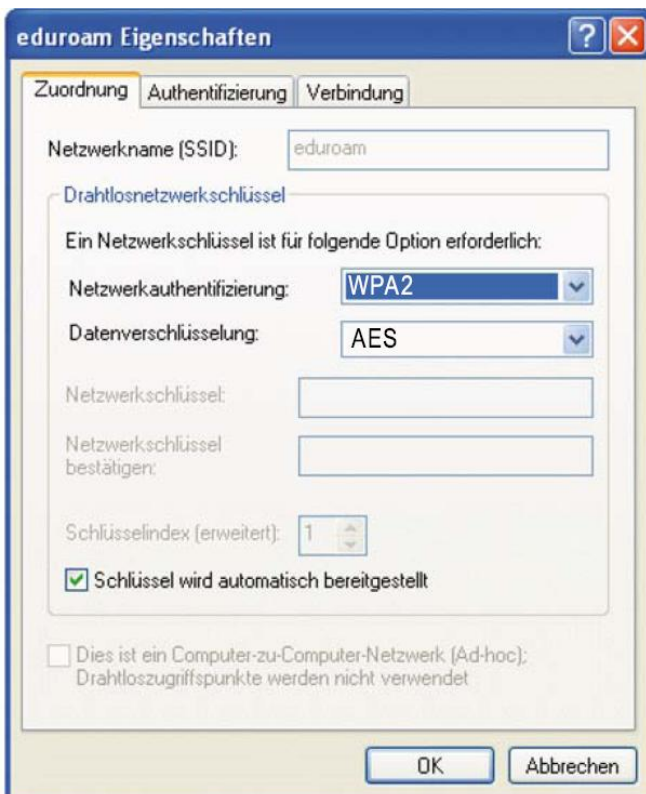 eduroam Eigenschaften
Zuordnung Authentifizierung Verbindung
Netzwerkname (SSID): eduroam
Drahtlosnetzwerkschlüssel
Ein Netzwerkschlüssel ist für folgende Option erforderlich:
Netzwerkauthentifizierung: WPA2
Datenverschlüsselung: AES
Netzwerkschlüssel:
Netzwerkschlüssel
bestätigen:
Schlüsselindex (erweitert): 1
Schlüssel wird automatisch bereitgestellt
Dies ist ein Computer-zu-Computer-Netzwerk (Ad-hoc);
Drahtloszugriffspunkte werden nicht verwendet
OK Abbrechen